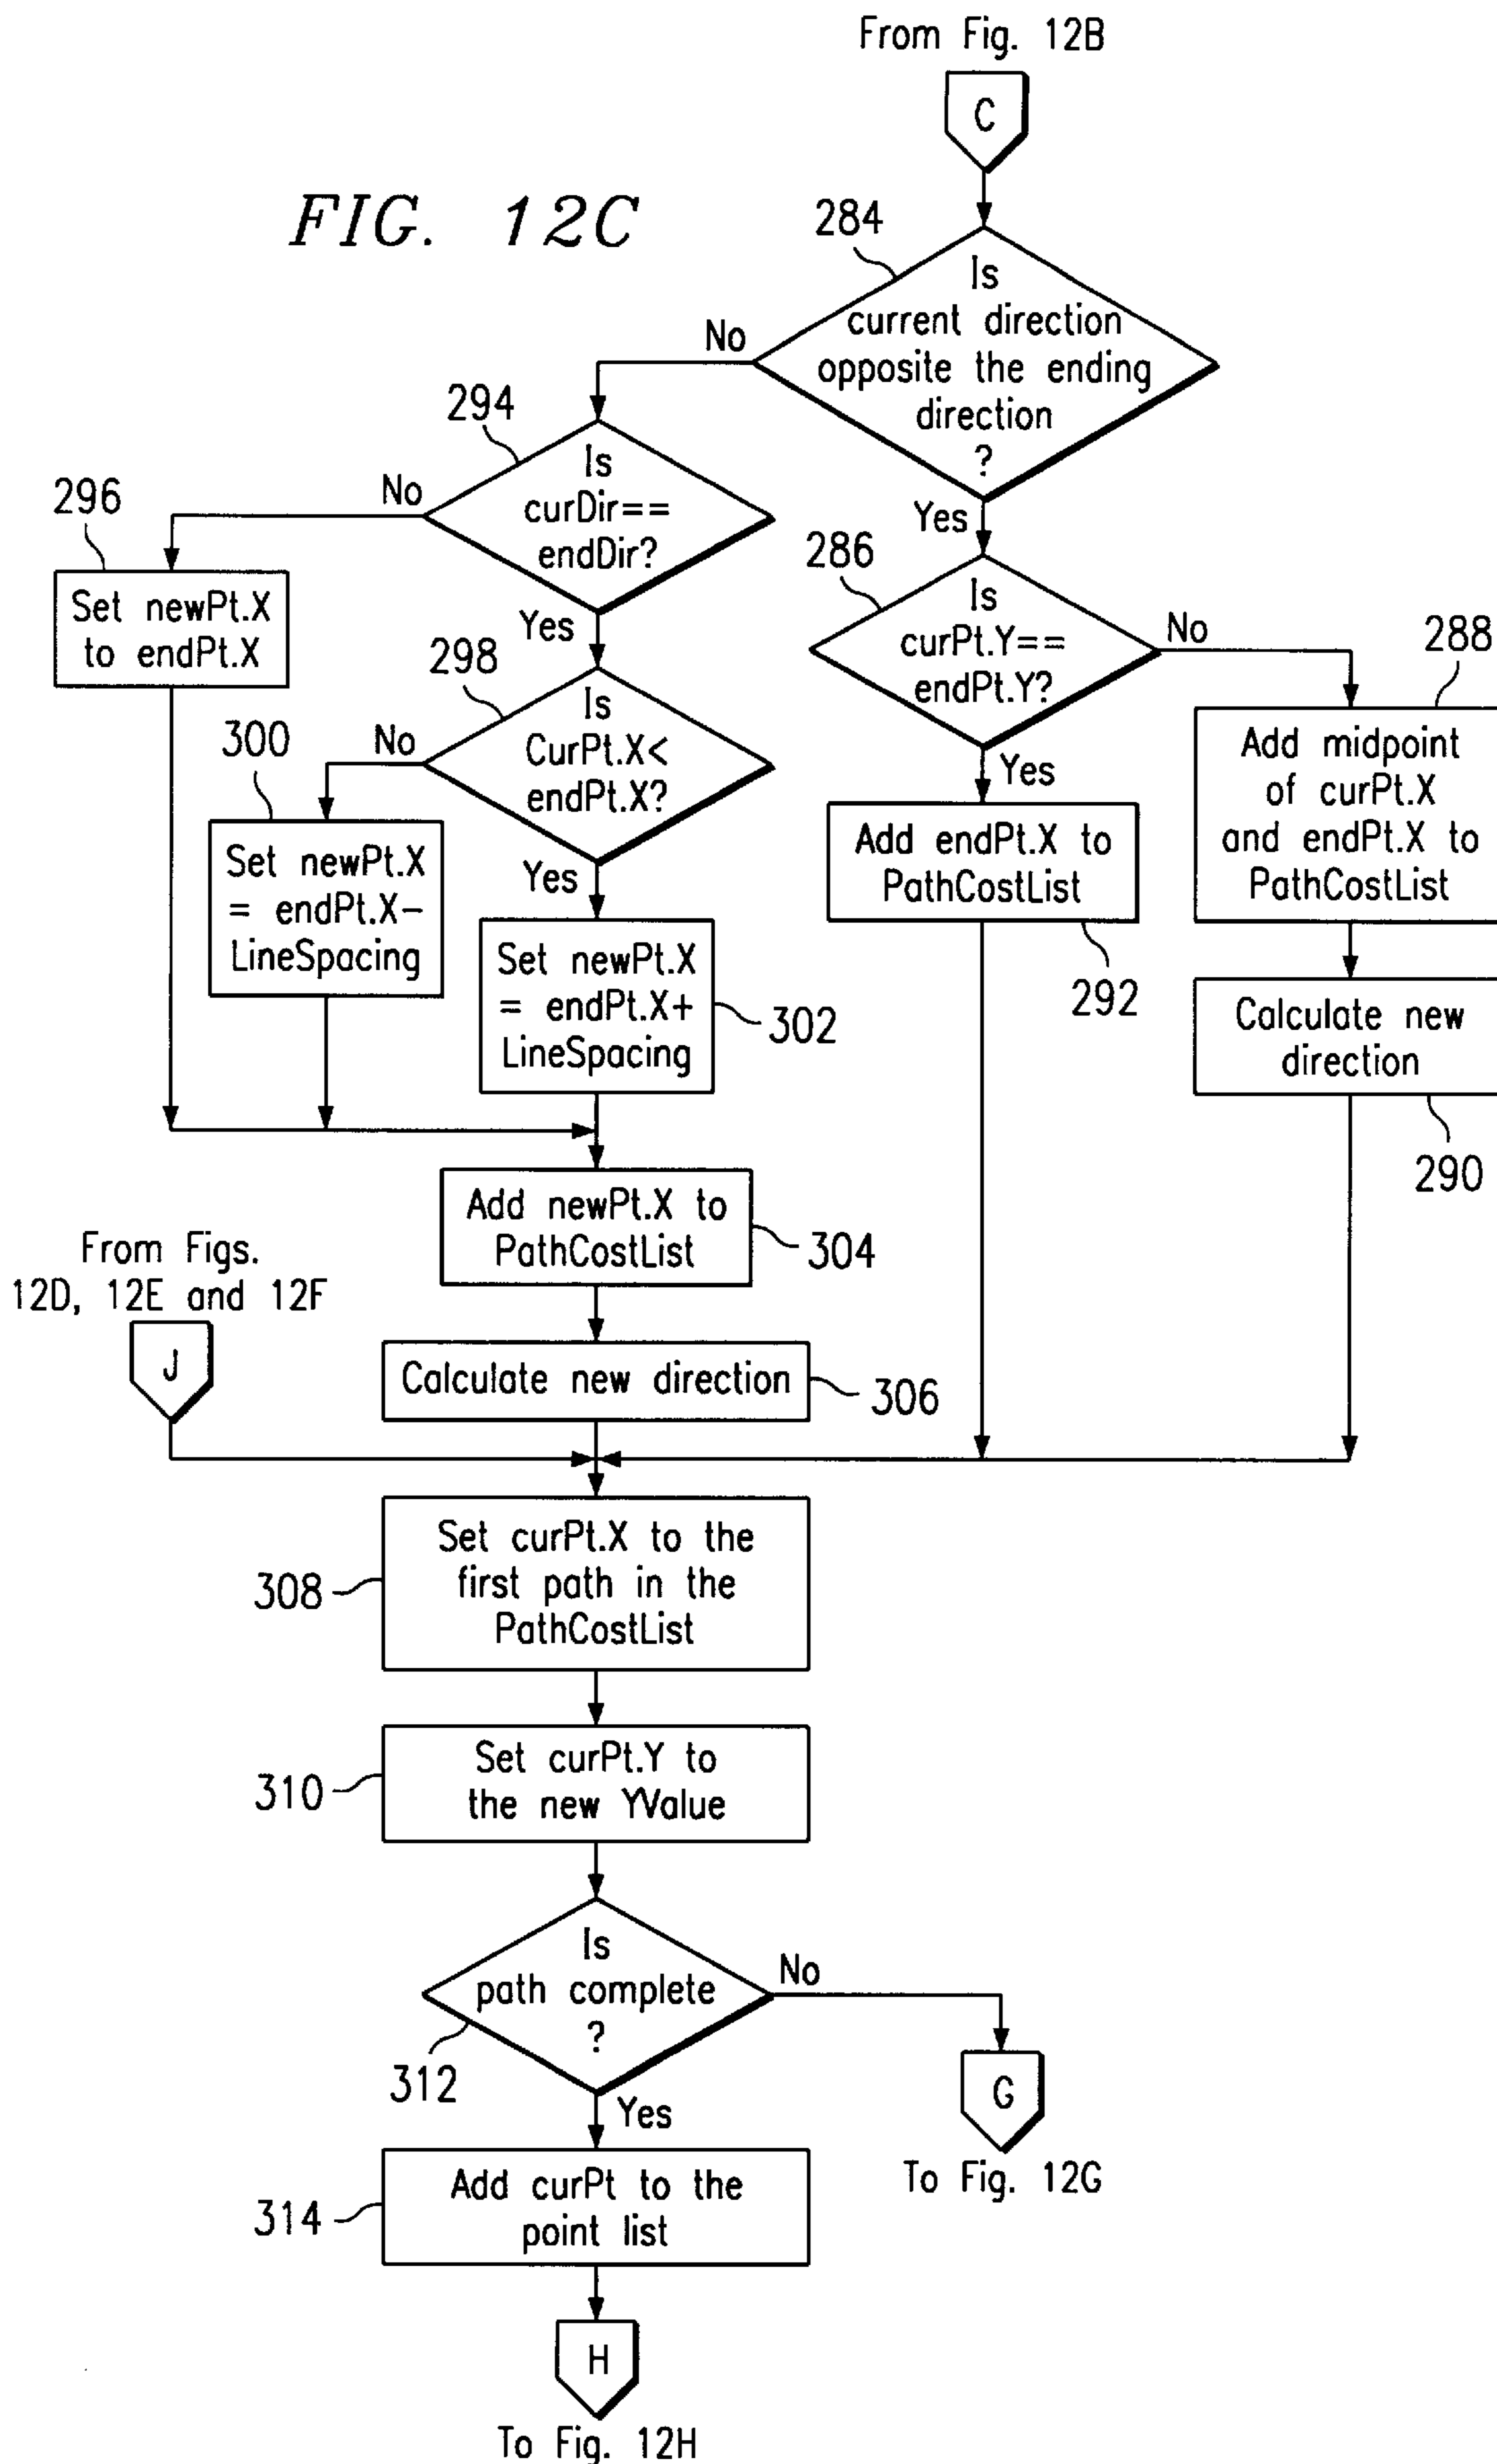 From Fig. 12B
C
FIG. 12C
284
Is
current direction
opposite the ending
direction
?
No
Yes
294
Is
curDir==
endDir?
No
Yes
296
Set newPt.X
to endPt.X
286
Is
curPt.Y==
endPt.Y?
No
Yes
288
Add midpoint
of curPt.X
and endPt.X to
PathCostList
298
Is
CurPt.X<
endPt.X?
No
Yes
300
Set newPt.X
= endPt.X-
LineSpacing
Add endPt.X to
PathCostList
292
Set newPt.X
= endPt.X+
LineSpacing
302
Calculate new
direction
290
Add newPt.X to
PathCostList
304
From Figs.
12D, 12E and 12F
J
Calculate new direction
306
Set curPt.X to the
first path in the
PathCostList
308
Set curPt.Y to
the new YValue
310
Is
path complete
?
312
No
Yes
G
To Fig. 12G
Add curPt to the
point list
314
H
To Fig. 12H